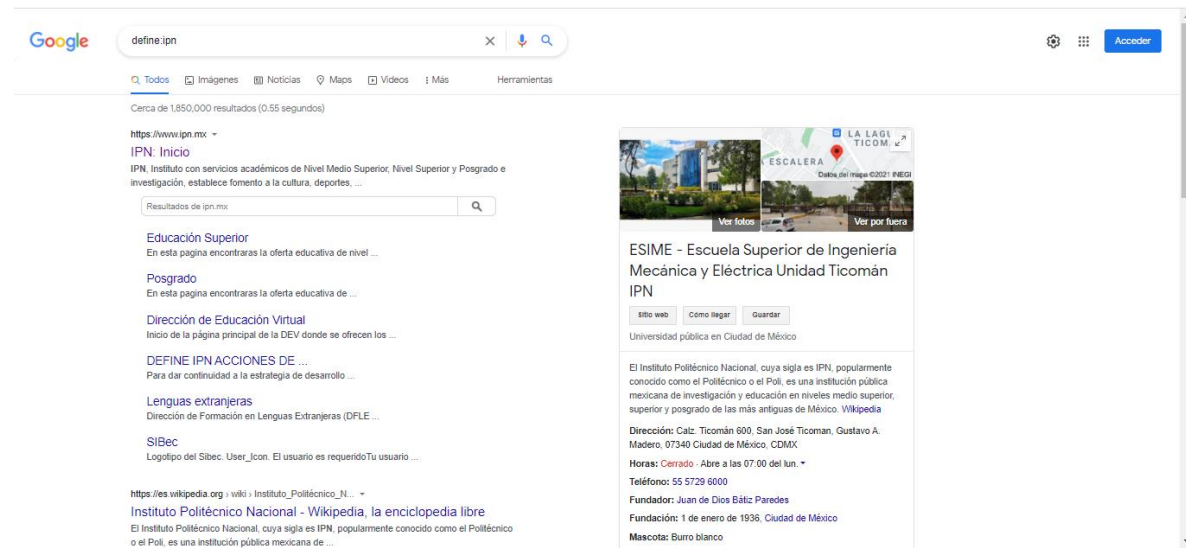 Google
define:ipn
Acceder
Todos Imágenes Noticias Maps Videos Más Herramientas
Cerca de 1,850,000 resultados (0.55 segundos)
https://www.ipn.mx
IPN: Inicio
IPN, Instituto con servicios académicos de Nivel Medio Superior, Nivel Superior y Posgrado e
investigación, establece fomento a la cultura, deportes, ...
Resultados de ipn.mx
Educación Superior
En esta pagina encontraras la oferta educativa de nivel ...
Posgrado
En esta pagina encontraras la oferta educativa de ...
Dirección de Educación Virtual
Inicio de la página principal de la DEV donde se ofrecen los ...
DEFINE IPN ACCIONES DE ...
Para dar continuidad a la estrategia de desarrollo ...
Lenguas extranjeras
Dirección de Formación en Lenguas Extranjeras (DFLE ...
SIBec
Logotipo del Sibec. User_Icon. El usuario es requeridoTu usuario ...
https://es.wikipedia.org › wiki › Instituto_Politécnico_N...
Instituto Politécnico Nacional - Wikipedia, la enciclopedia libre
El Instituto Politécnico Nacional, cuya sigla es IPN, popularmente conocido como el Politécnico
o el Poli, es una institución pública mexicana de ...
LA LAGU
TICOM
ESCALERA
Datos del mapa ©2021 INEGI
Ver fotos
Ver por fuera
ESIME - Escuela Superior de Ingeniería
Mecánica y Eléctrica Unidad Ticomán
IPN
Sitio web Cómo llegar Guardar
Universidad pública en Ciudad de México
El Instituto Politécnico Nacional, cuya sigla es IPN, popularmente
conocido como el Politécnico o el Poli, es una institución pública
mexicana de investigación y educación en niveles medio superior,
superior y posgrado de las más antiguas de México. Wikipedia
Dirección: Calz. Ticomán 600, San José Ticoman, Gustavo A.
Madero, 07340 Ciudad de México, CDMX
Horas: Cerrado · Abre a las 07:00 del lun.
Teléfono: 55 5729 6000
Fundador: Juan de Dios Bátiz Paredes
Fundación: 1 de enero de 1936, Ciudad de México
Mascota: Burro blanco